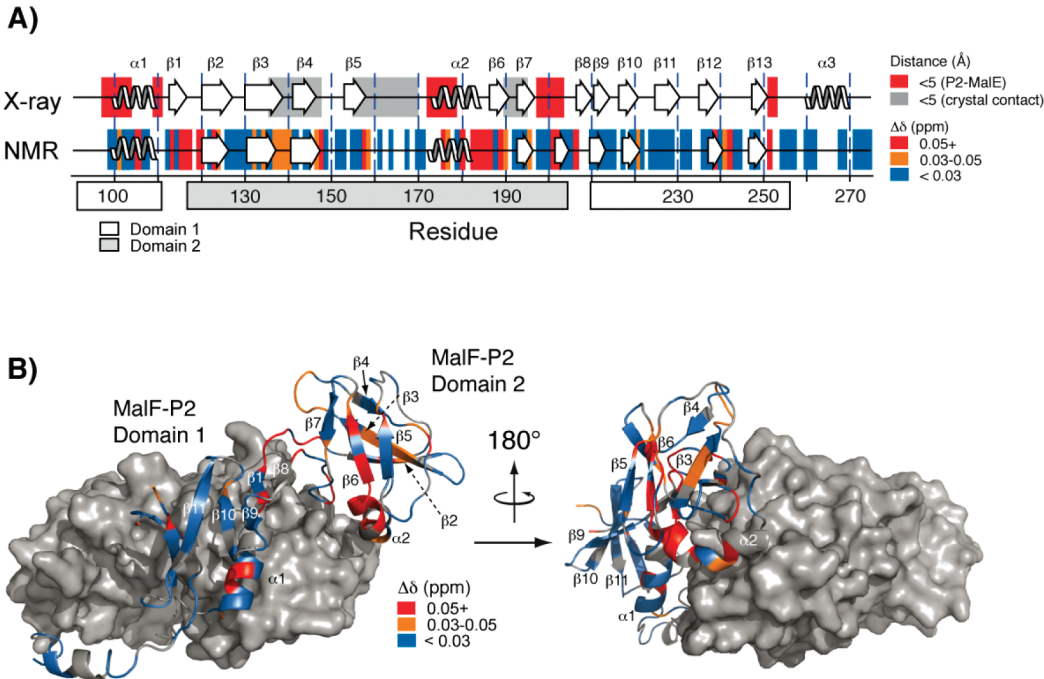 A)
α1 β1 β2 β3 β4 β5 α2 β6 β7 β8 β9 β10 β11 β12 β13 α3
X-ray
NMR
100 130 150 170 190 230 250 270
Domain 1
Domain 2
Residue
Distance (Å)
<5 (P2-MalE)
<5 (crystal contact)
Δδ (ppm)
0.05+
0.03-0.05
< 0.03
B)
MalF-P2
Domain 1
MalF-P2
Domain 2
β4
β3
β7
β5
β6
β2
α2
β1
β8
β11
β10
β9
α1
Δδ (ppm)
0.05+
0.03-0.05
< 0.03
180°
β4
β6
β3
β5
α2
β9
β10
β11
α1